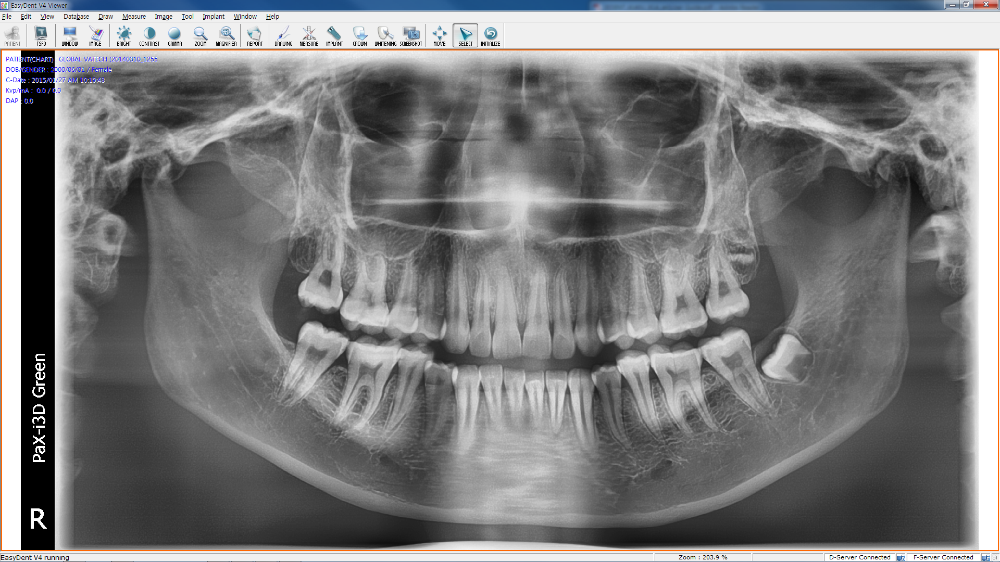 EasyDent V4 Viewer
File Edit View Database Draw Measure Image Tool Implant Window Help
PATIENT TSFD WINDOW IMAGE BRIGHT CONTRAST GAMMA ZOOM MAGNIFIER REPORT DRAWING MEASURE IMPLANT CROWN WHITENING SCREENSHOT MOVE SELECT INITIALIZE
PATIENT(CHART) : GLOBAL VATECH (20140310_1255
DOB/GENDER : 2000/06/01 / Female
C-Date : 2015/01/27 AM 10:19:43
Kvp/mA : 0.0 / 0.0
DAP : 0.0
PaX-i3D Green
R
EasyDent V4 running Zoom : 203.9 % D-Server Connected F-Server Connected Si